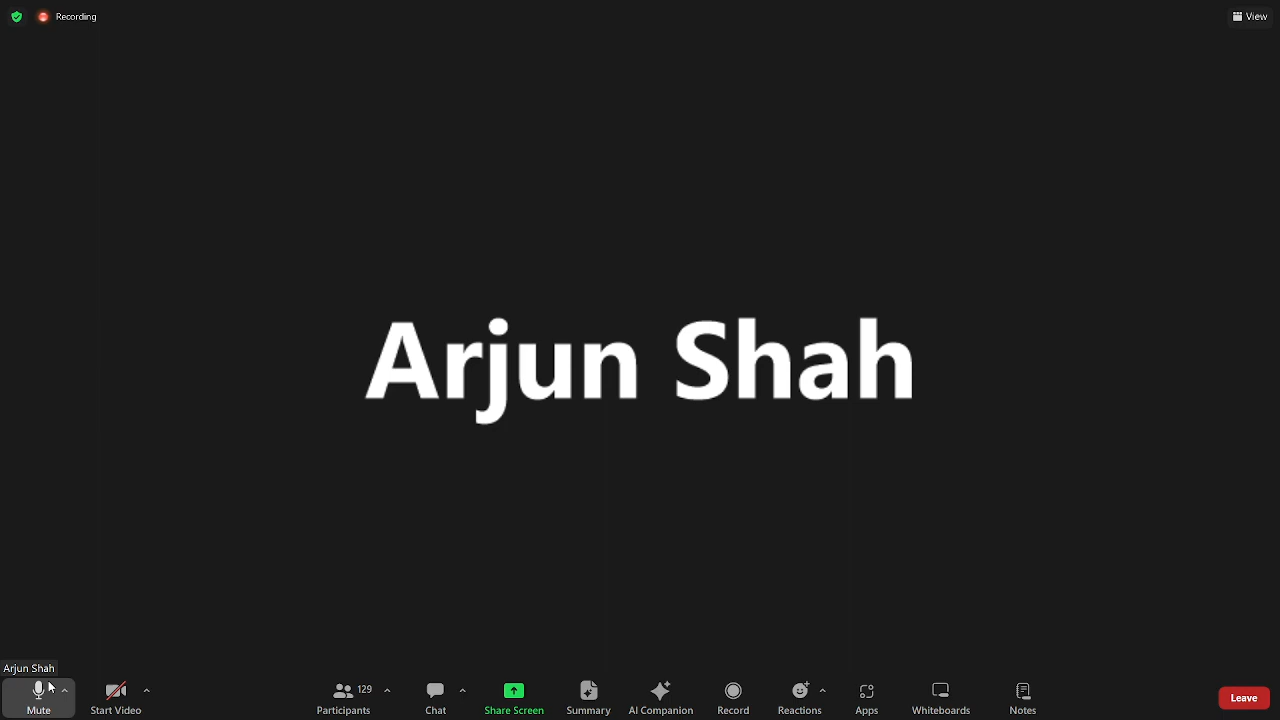 Recording
View
Arjun Shah
Arjun Shah
Mute
Start Video
Participants 129
Chat
Share Screen
Summary
AI Companion
Record
Reactions
Apps
Whiteboards
Notes
Leave